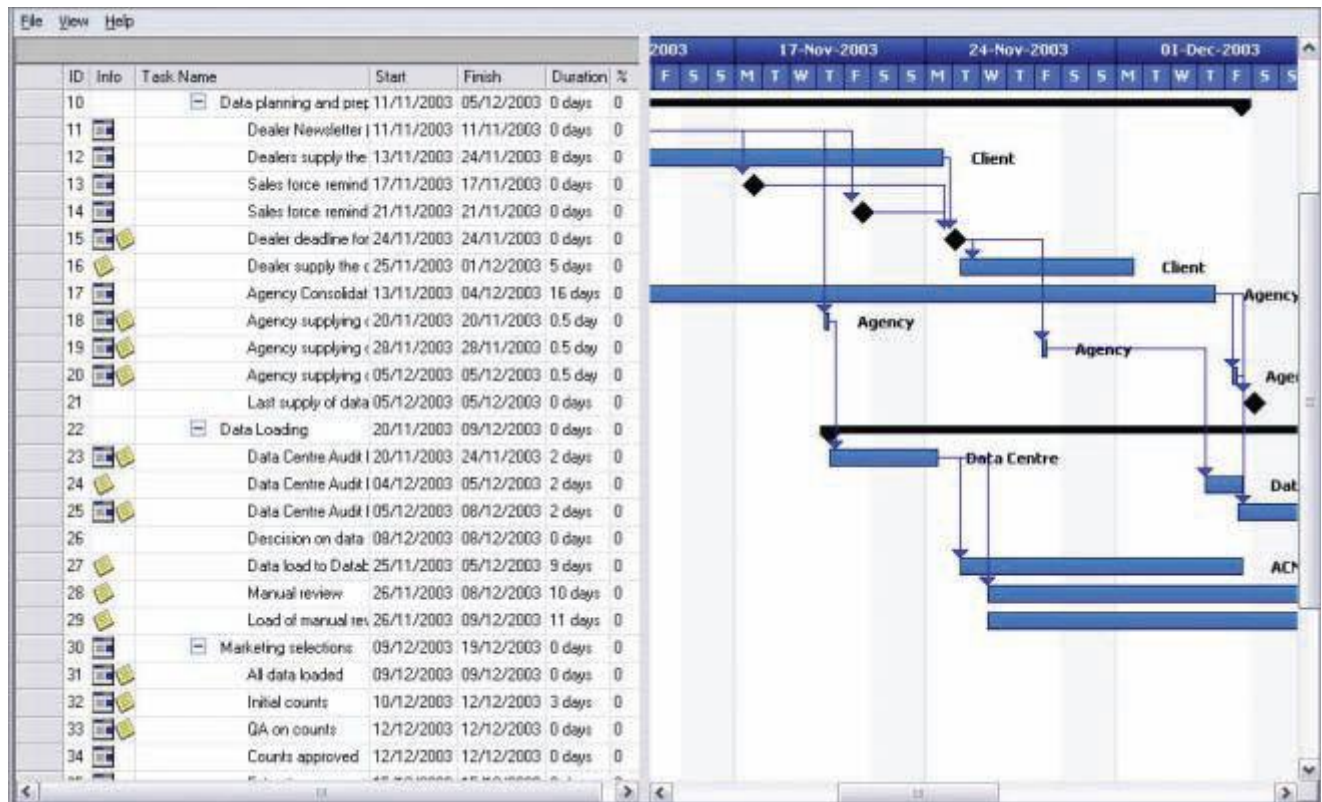 File View Help
2003 17-Nov-2003 24-Nov-2003 01-Dec-2003
ID Info Task Name Start Finish Duration % F S S M T W T F S S M T W T F S S M T W T F S S
10 Data planning and prep 11/11/2003 05/12/2003 0 days 0
11 Dealer Newsletter 11/11/2003 11/11/2003 0 days 0
12 Dealers supply the 13/11/2003 24/11/2003 8 days 0 Client
13 Sales force remind 17/11/2003 17/11/2003 0 days 0
14 Sales force remind 21/11/2003 21/11/2003 0 days 0
15 Dealer deadline for 24/11/2003 24/11/2003 0 days 0
16 Dealer supply the 25/11/2003 01/12/2003 5 days 0 Client
17 Agency Consolidat 13/11/2003 04/12/2003 16 days 0 Agency
18 Agency supplying 20/11/2003 20/11/2003 0.5 day 0 Agency
19 Agency supplying 28/11/2003 28/11/2003 0.5 day 0 Agency
20 Agency supplying 05/12/2003 05/12/2003 0.5 day 0 Agen
21 Last supply of data 05/12/2003 05/12/2003 0 days 0
22 Data Loading 20/11/2003 09/12/2003 0 days 0
23 Data Centre Audit 20/11/2003 24/11/2003 2 days 0 Data Centre
24 Data Centre Audit 04/12/2003 05/12/2003 2 days 0 Dat
25 Data Centre Audit 05/12/2003 08/12/2003 2 days 0
26 Descision on data 08/12/2003 08/12/2003 0 days 0
27 Data load to Datab 25/11/2003 05/12/2003 9 days 0 ACN
28 Manual review 26/11/2003 08/12/2003 10 days 0
29 Load of manual rev 26/11/2003 09/12/2003 11 days 0
30 Marketing selections 09/12/2003 19/12/2003 0 days 0
31 All data loaded 09/12/2003 09/12/2003 0 days 0
32 Initial counts 10/12/2003 12/12/2003 3 days 0
33 QA on counts 12/12/2003 12/12/2003 0 days 0
34 Counts approved 12/12/2003 12/12/2003 0 days 0